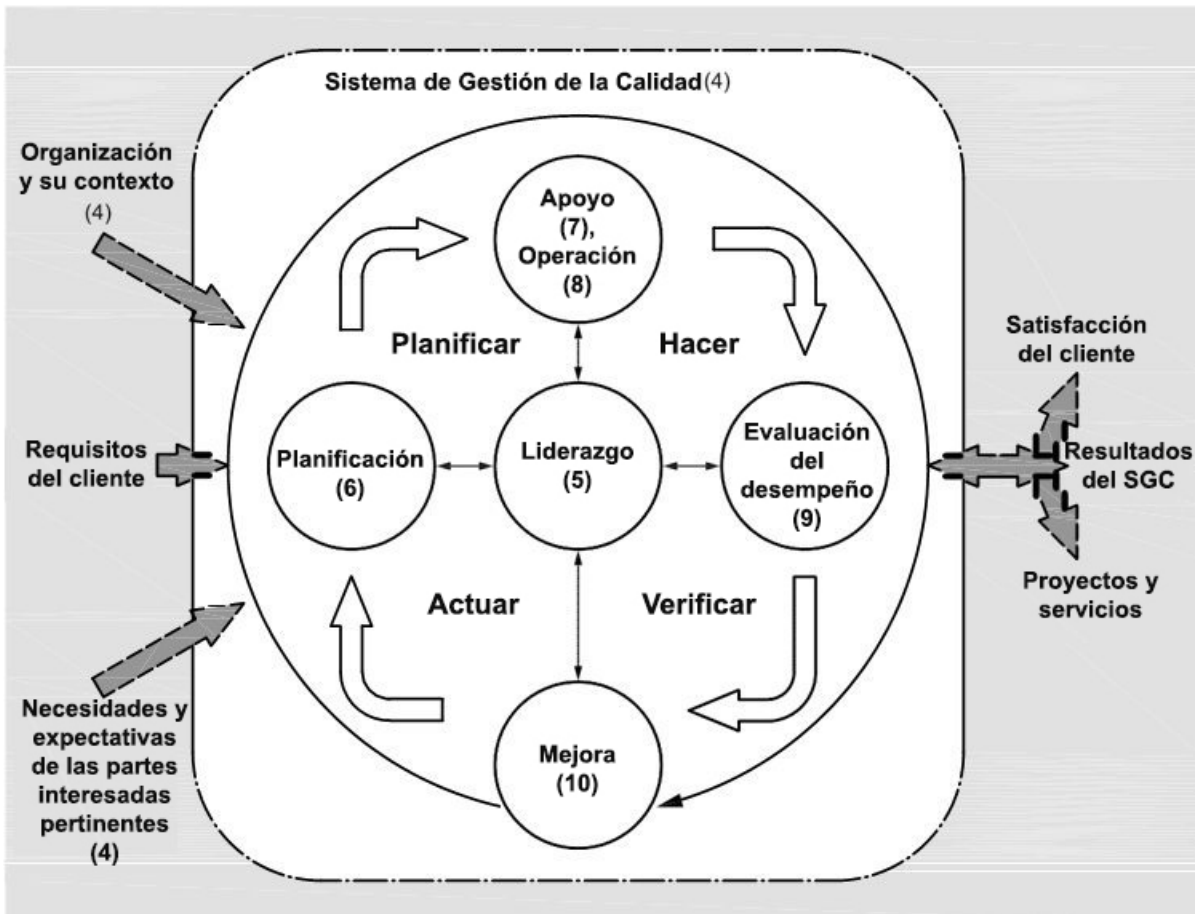 Sistema de Gestión de la Calidad(4)
Organización
y su contexto
(4)
Requisitos
del cliente
Necesidades y
expectativas
de las partes
interesadas
pertinentes
(4)
Apoyo
(7),
Operación
(8)
Planificar
Hacer
Planificación
(6)
Liderazgo
(5)
Evaluación
del
desempeño
(9)
Actuar
Verificar
Mejora
(10)
Satisfacción
del cliente
Resultados
del SGC
Proyectos y
servicios